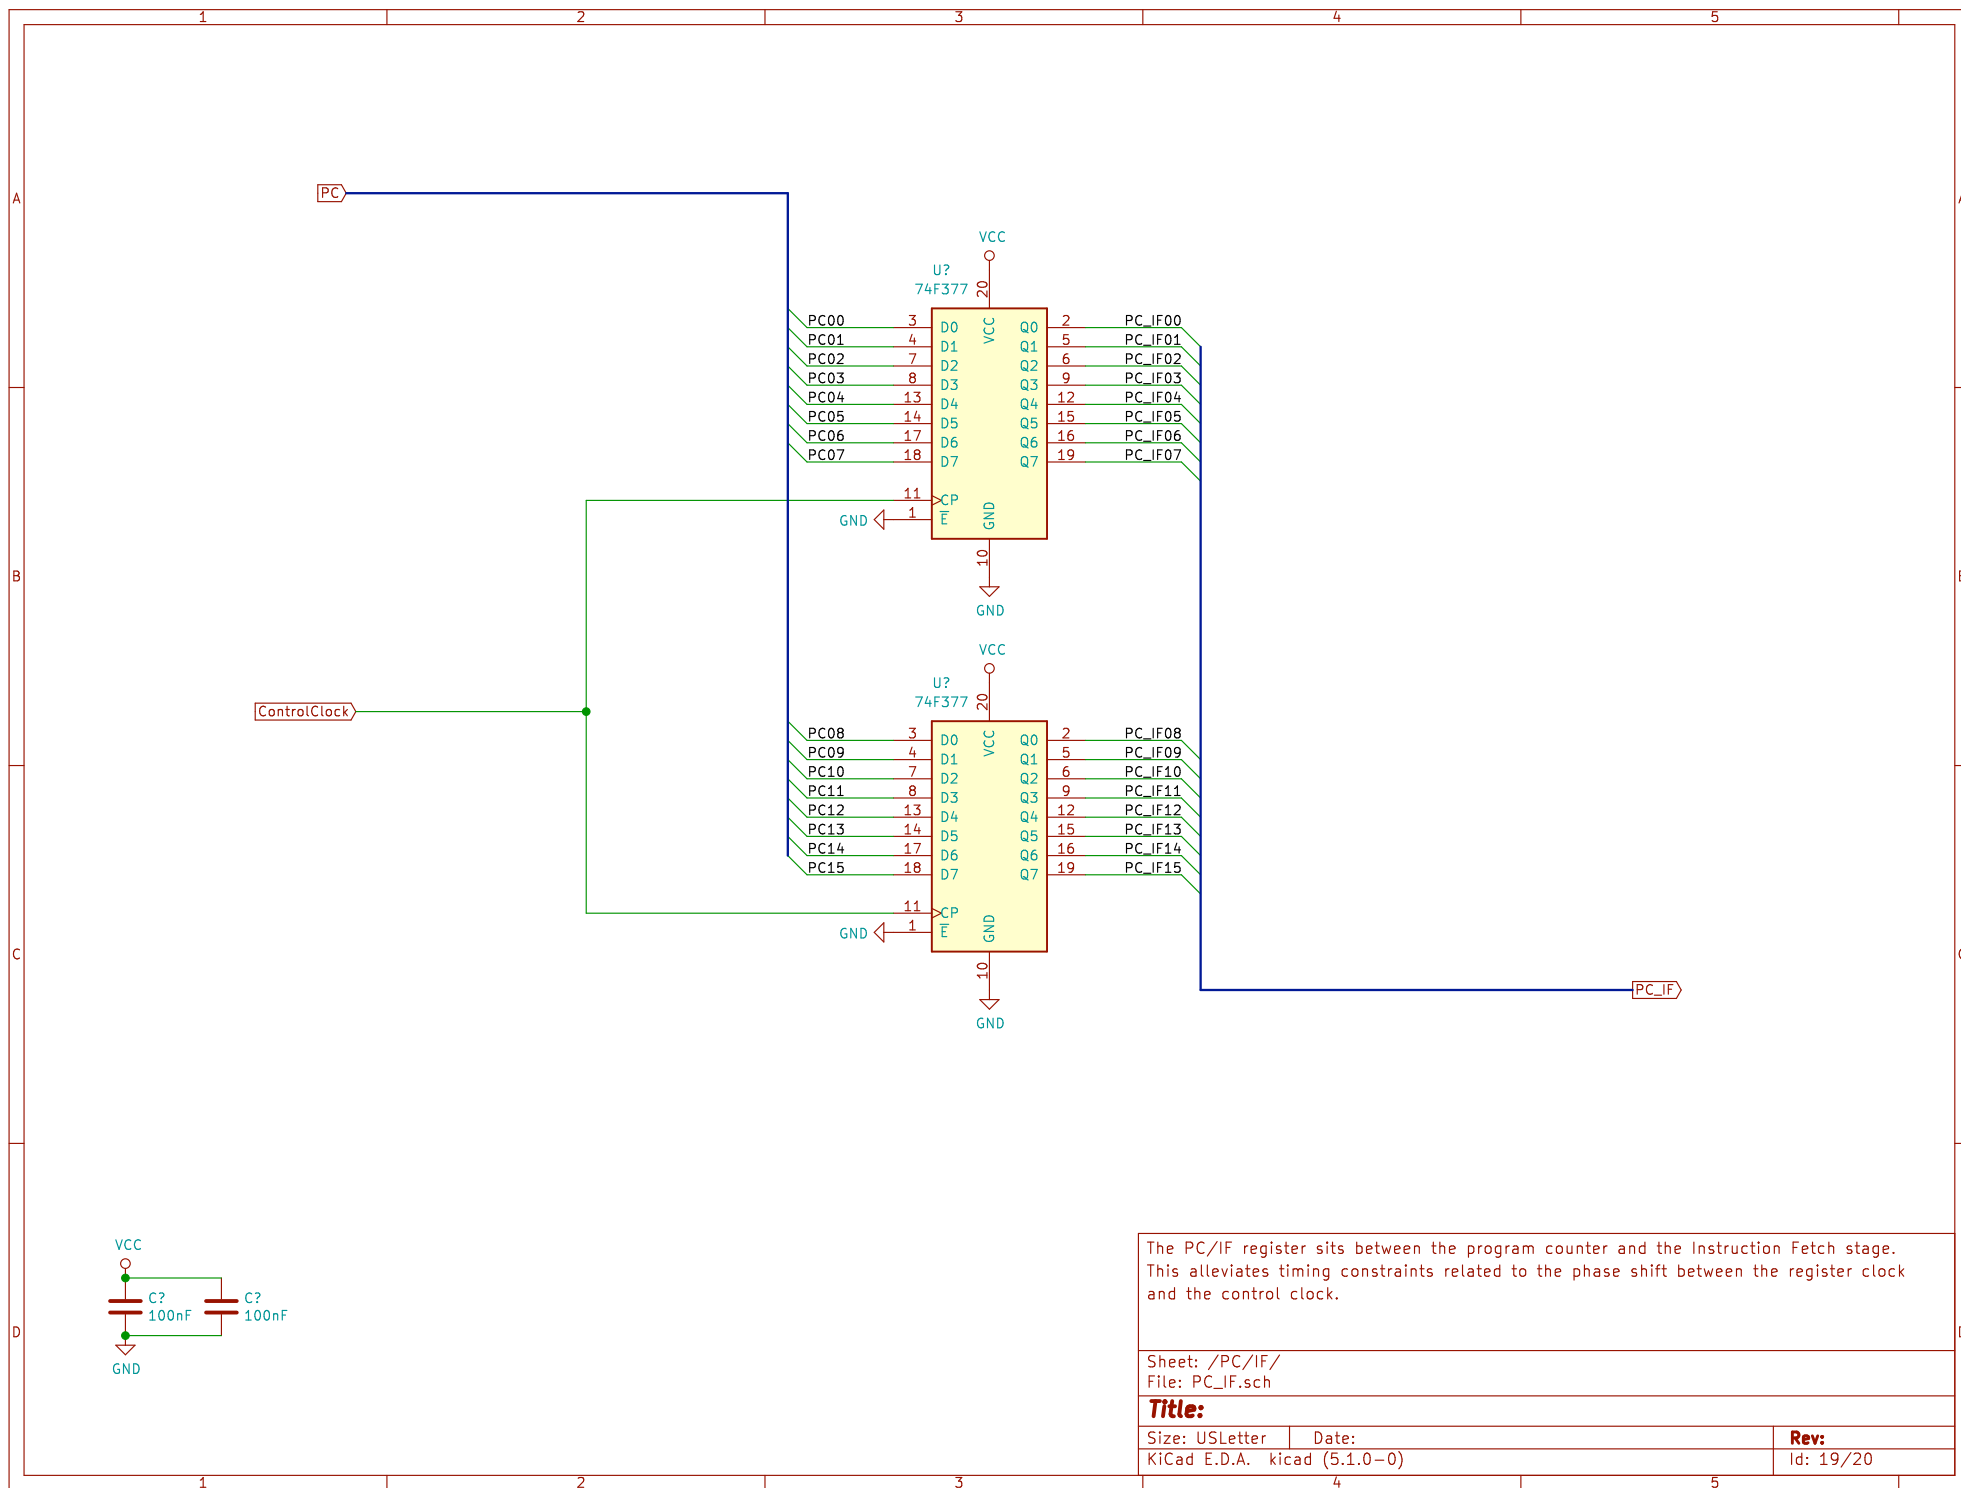 1 2 3 4 5
A
PC
VCC
U?
74F377
20
PC00 3 D0 VCC Q0 2 PC_IF00
PC01 4 D1 Q1 5 PC_IF01
PC02 7 D2 Q2 6 PC_IF02
PC03 8 D3 Q3 9 PC_IF03
PC04 13 D4 Q4 12 PC_IF04
PC05 14 D5 Q5 15 PC_IF05
PC06 17 D6 Q6 16 PC_IF06
PC07 18 D7 Q7 19 PC_IF07
11 CP
GND 1 E GND
10
B
GND
VCC
U?
74F377
20
ControlClock
PC08 3 D0 VCC Q0 2 PC_IF08
PC09 4 D1 Q1 5 PC_IF09
PC10 7 D2 Q2 6 PC_IF10
PC11 8 D3 Q3 9 PC_IF11
PC12 13 D4 Q4 12 PC_IF12
PC13 14 D5 Q5 15 PC_IF13
PC14 17 D6 Q6 16 PC_IF14
PC15 18 D7 Q7 19 PC_IF15
11 CP
GND 1 E GND
C
10
PC_IF
GND
VCC
C? C?
100nF 100nF
D
GND
The PC/IF register sits between the program counter and the Instruction Fetch stage.
This alleviates timing constraints related to the phase shift between the register clock
and the control clock.
Sheet: /PC/IF/
File: PC_IF.sch
Title:
Size: USLetter Date: Rev:
KiCad E.D.A. kicad (5.1.0-0) Id: 19/20
1 2 3 4 5